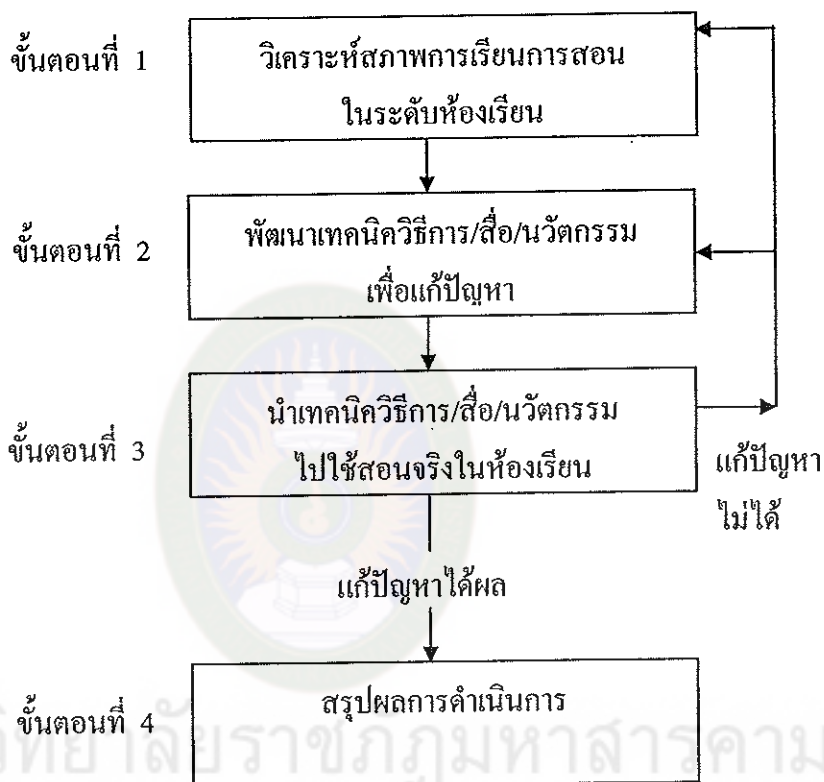 ขั้นตอนที่ 1
วิเคราะห์สภาพการเรียนการสอน
ในระดับห้องเรียน
ขั้นตอนที่ 2
พัฒนาเทคนิควิธีการ/สื่อ/นวัตกรรม
เพื่อแก้ปัญหา
ขั้นตอนที่ 3
นำเทคนิควิธีการ/สื่อ/นวัตกรรม
ไปใช้สอนจริงในห้องเรียน
แก้ปัญหา
ไม่ได้
แก้ปัญหาได้ผล
ขั้นตอนที่ 4
สรุปผลการดำเนินการ
วิทยาลัยราชภัฏมหาสารคาม